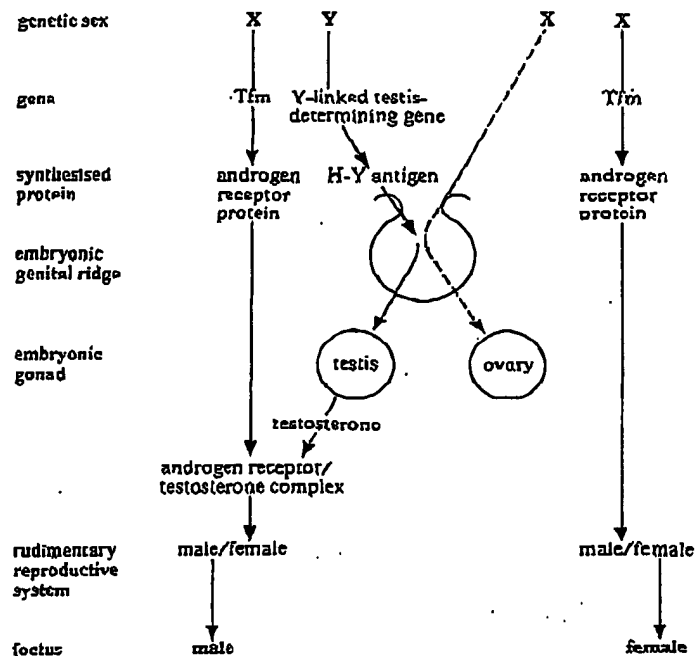 genetic sex X Y X X
gene Tfm Y-linked testis- Tfm
determining gene
synthesised androgen H-Y antigen androgen
protein receptor receptor
protein protein
embryonic
genital ridge
embryonic testis ovary
gonad
testosterone
androgen receptor/
testosterone complex
rudimentary male/female male/female
reproductive
system
foetus male female